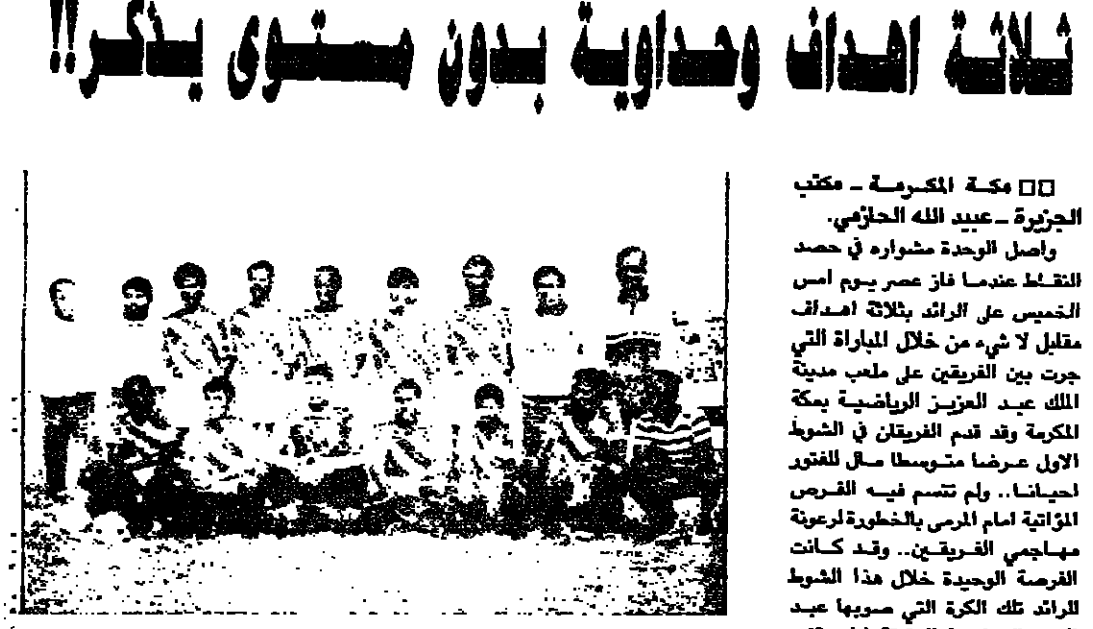 ثلاثة اهداف وحداوية بدون مستوى يذكر!!
□□ مكة المكرمة ـ مكتب
الجزيرة ـ عبيد الله الحازمي.
واصل الوحدة مشواره في حصد
النقاط عندما فاز عصر يوم امس
الخميس على الرائد بثلاثة اهداف
مقابل لا شيء من خلال المباراة التي
جرت بين الفريقين على ملعب مدينة
الملك عبد العزيز الرياضية بمكة
المكرمة وقد قدم الفريقان في الشوط
الاول عرضا متوسطا مال للفتور
احيانا.. ولم تتسم فيه الفرص
المؤاتية امام المرمى بالخطورة لرعونة
مهاجمي الفريقين.. وقد كانت
الفرصة الوحيدة خلال هذا الشوط
للرائد تلك الكرة التي صوبها عبد